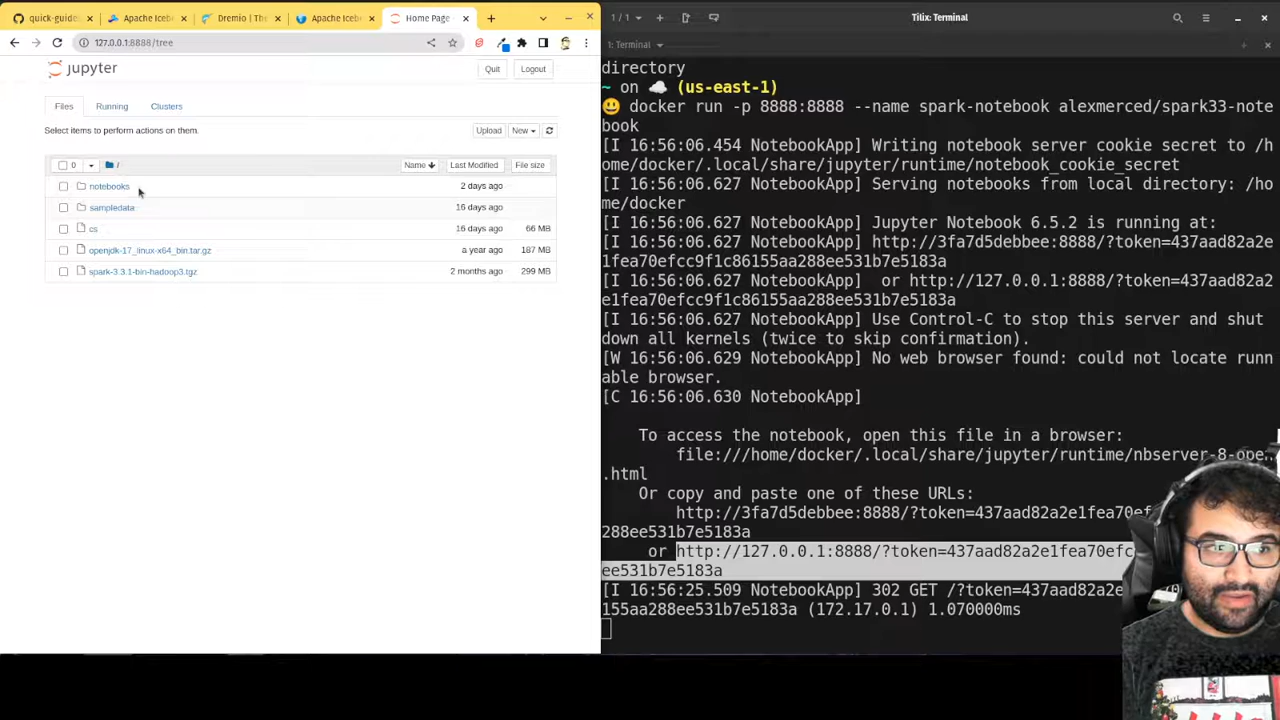 quick-guide
Apache Iceb
Dremio | The
Apache Iceb
Home Page -
127.0.0.1:8888/tree
jupyter
Quit
Logout
Files
Running
Clusters
Select items to perform actions on them.
Upload
New
0
/
Name
Last Modified
File size
notebooks
2 days ago
sampledata
16 days ago
cs
16 days ago
66 MB
openjdk-17_linux-x64_bin.tar.gz
a year ago
187 MB
spark-3.3.1-bin-hadoop3.tgz
2 months ago
299 MB
1 / 1
Tilix: Terminal
1: Terminal
directory
~ on ☁️ (us-east-1)
😃 docker run -p 8888:8888 --name spark-notebook alexmerced/spark33-note
book
[I 16:56:06.454 NotebookApp] Writing notebook server cookie secret to /h
ome/docker/.local/share/jupyter/runtime/notebook_cookie_secret
[I 16:56:06.627 NotebookApp] Serving notebooks from local directory: /ho
me/docker
[I 16:56:06.627 NotebookApp] Jupyter Notebook 6.5.2 is running at:
[I 16:56:06.627 NotebookApp] http://3fa7d5debbee:8888/?token=437aad82a2e
1fea70efcc9f1c86155aa288ee531b7e5183a
[I 16:56:06.627 NotebookApp]  or http://127.0.0.1:8888/?token=437aad82a2
e1fea70efcc9f1c86155aa288ee531b7e5183a
[I 16:56:06.627 NotebookApp] Use Control-C to stop this server and shut
down all kernels (twice to skip confirmation).
[W 16:56:06.629 NotebookApp] No web browser found: could not locate runn
able browser.
[C 16:56:06.630 NotebookApp]
To access the notebook, open this file in a browser:
file:///home/docker/.local/share/jupyter/runtime/nbserver-8-ope
.html
Or copy and paste one of these URLs:
http://3fa7d5debbee:8888/?token=437aad82a2e1fea70ef
288ee531b7e5183a
or http://127.0.0.1:8888/?token=437aad82a2e1fea70efc
ee531b7e5183a
[I 16:56:25.509 NotebookApp] 302 GET /?token=437aad82a2e
155aa288ee531b7e5183a (172.17.0.1) 1.070000ms